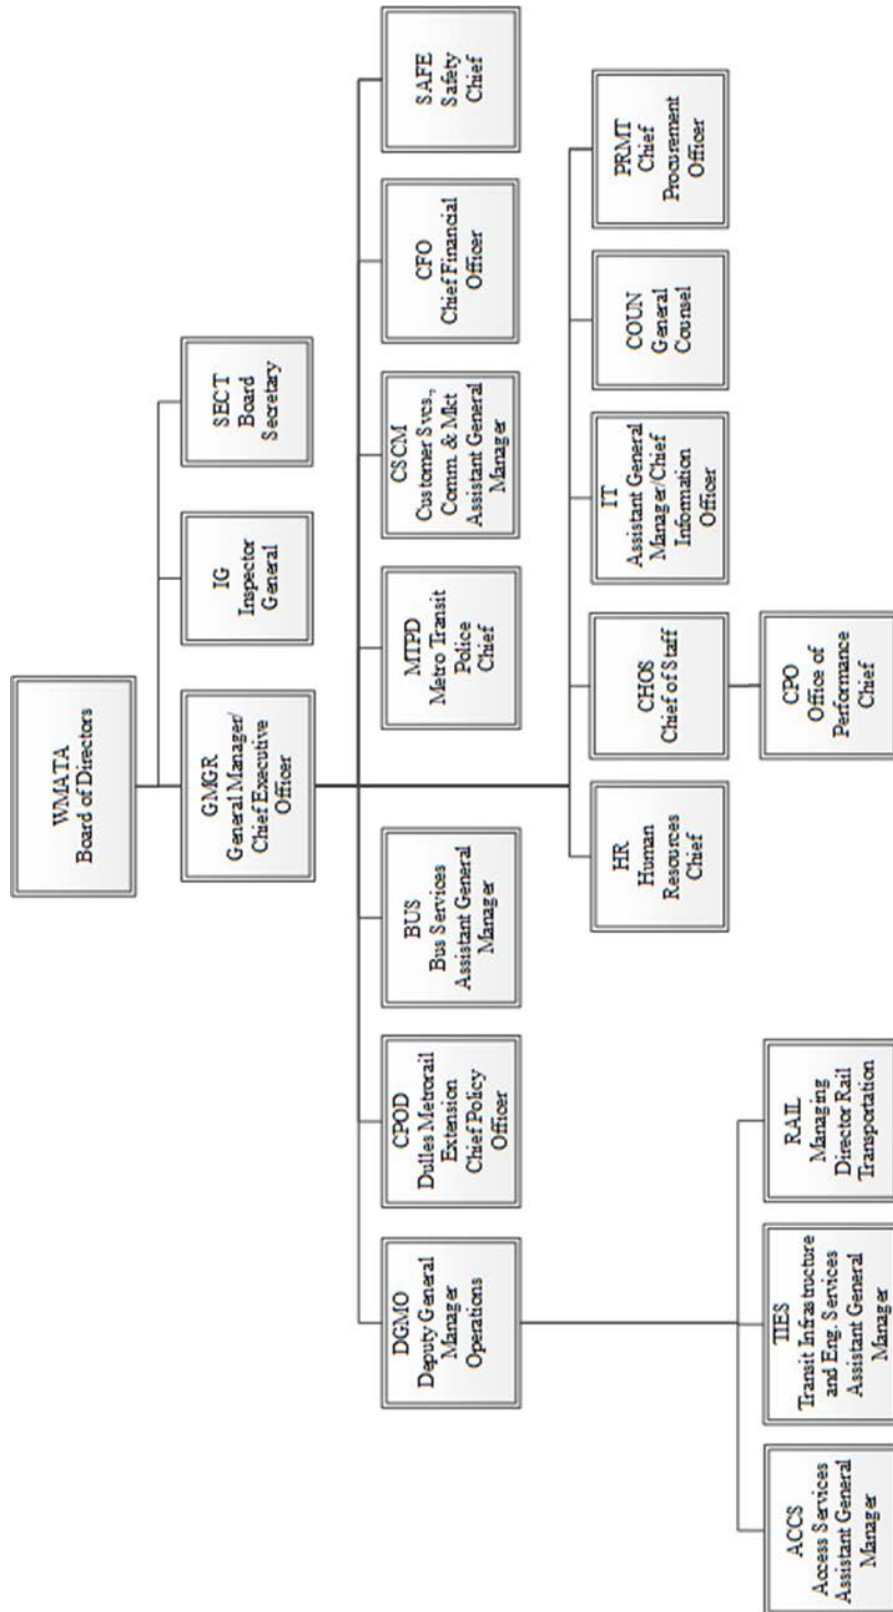 WMATA
Board of Directors
GMGR
General Manager/
Chief Executive
Officer
IG
Inspector
General
SECT
Board
Secretary
DGMO
Deputy General
Manager
Operations
CPOD
Dulles Metrorail
Extension
Chief Policy
Officer
BUS
Bus Services
Assistant General
Manager
MTPD
Metro Transit
Police
Chief
CSCM
Customer Svcs.,
Comm. & Mkt
Assistant General
Manager
CFO
Chief Financial
Officer
SAFE
Safety
Chief
HR
Human
Resources
Chief
CHOS
Chief of Staff
IT
Assistant General
Manager/Chief
Information
Officer
COUN
General
Counsel
PRMT
Chief
Procurement
Officer
ACCS
Access Services
Assistant General
Manager
TIES
Transit Infrastructure
and Eng. Services
Assistant General
Manager
RAIL
Managing
Director Rail
Transportation
CPO
Office of
Performance
Chief